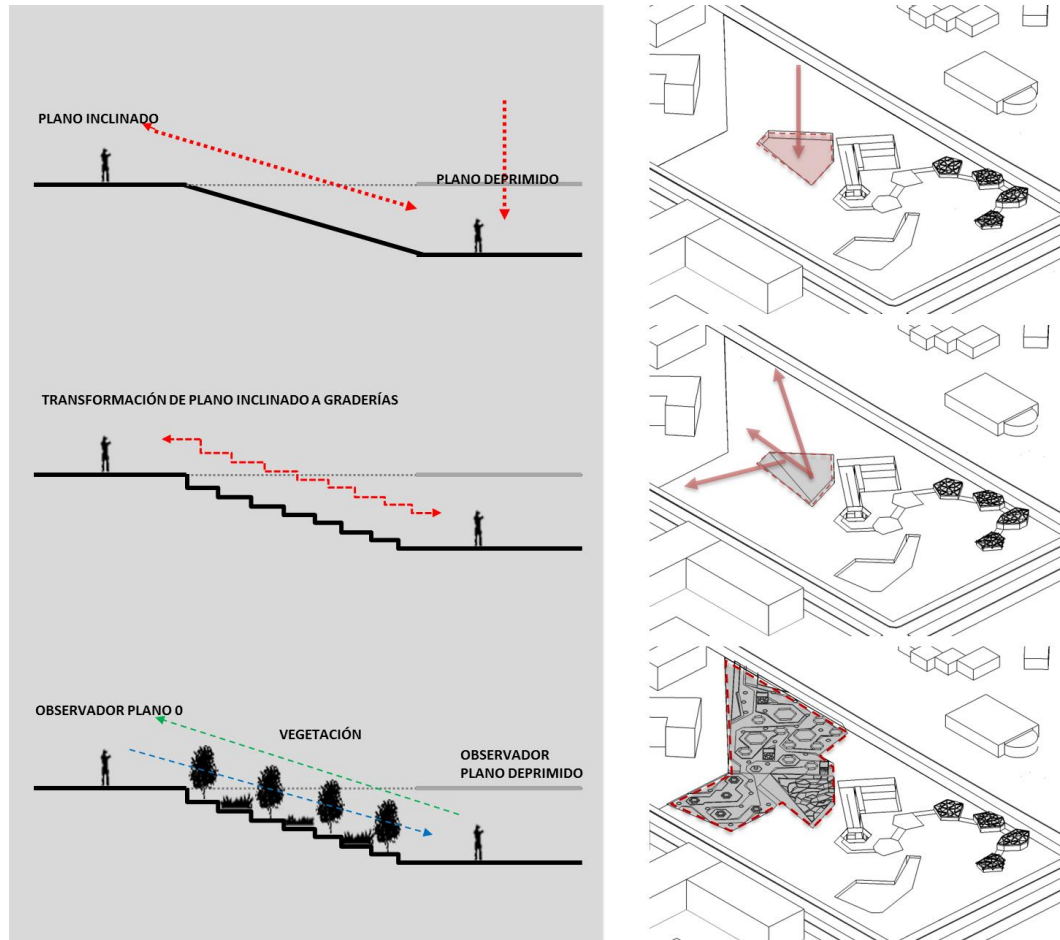 PLANO INCLINADO
PLANO DEPRIMIDO
TRANSFORMACIÓN DE PLANO INCLINADO A GRADERÍAS
OBSERVADOR PLANO 0
VEGETACIÓN
OBSERVADOR
PLANO DEPRIMIDO